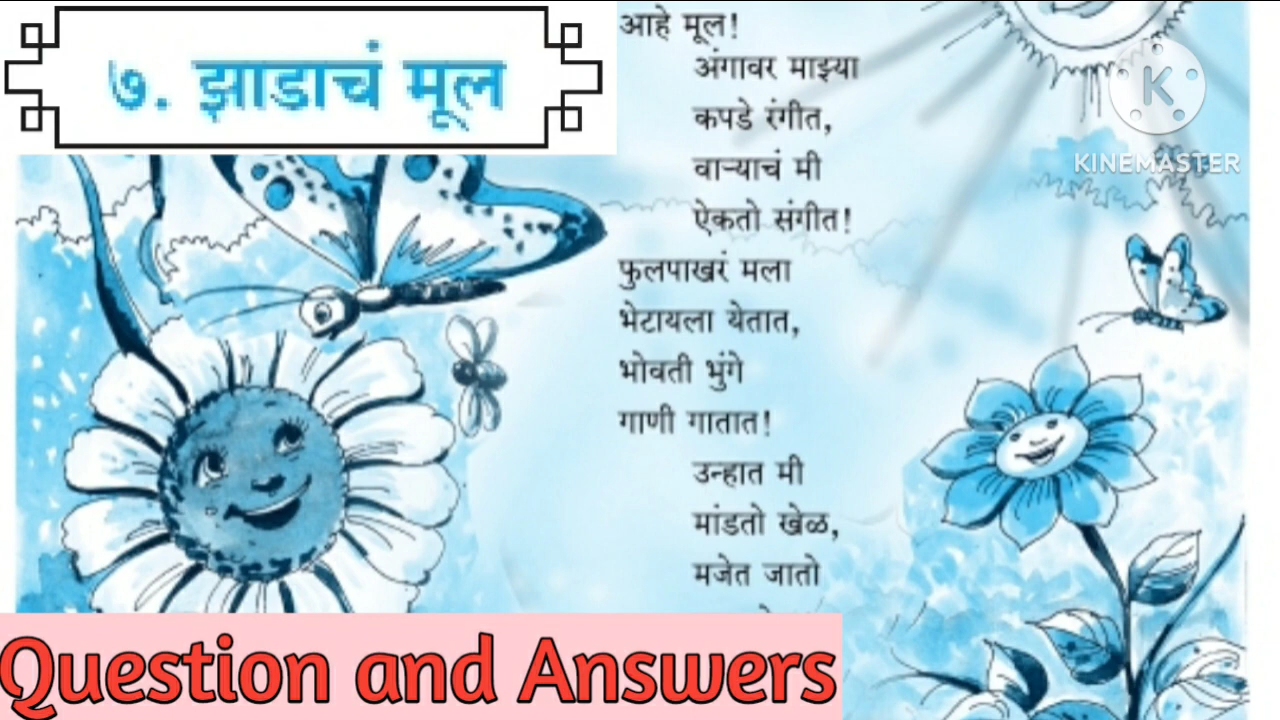 ७. झाडाचं मूल
आहे मूल!
अंगावर माझ्या
कपडे रंगीत,
वाऱ्याचं मी
ऐकतो संगीत!
फुलपाखरं मला
भेटायला येतात,
भोवती भुंगे
गाणी गातात!
उन्हात मी
मांडतो खेळ,
मजेत जातो
K
KINEMASTER
Question and Answers